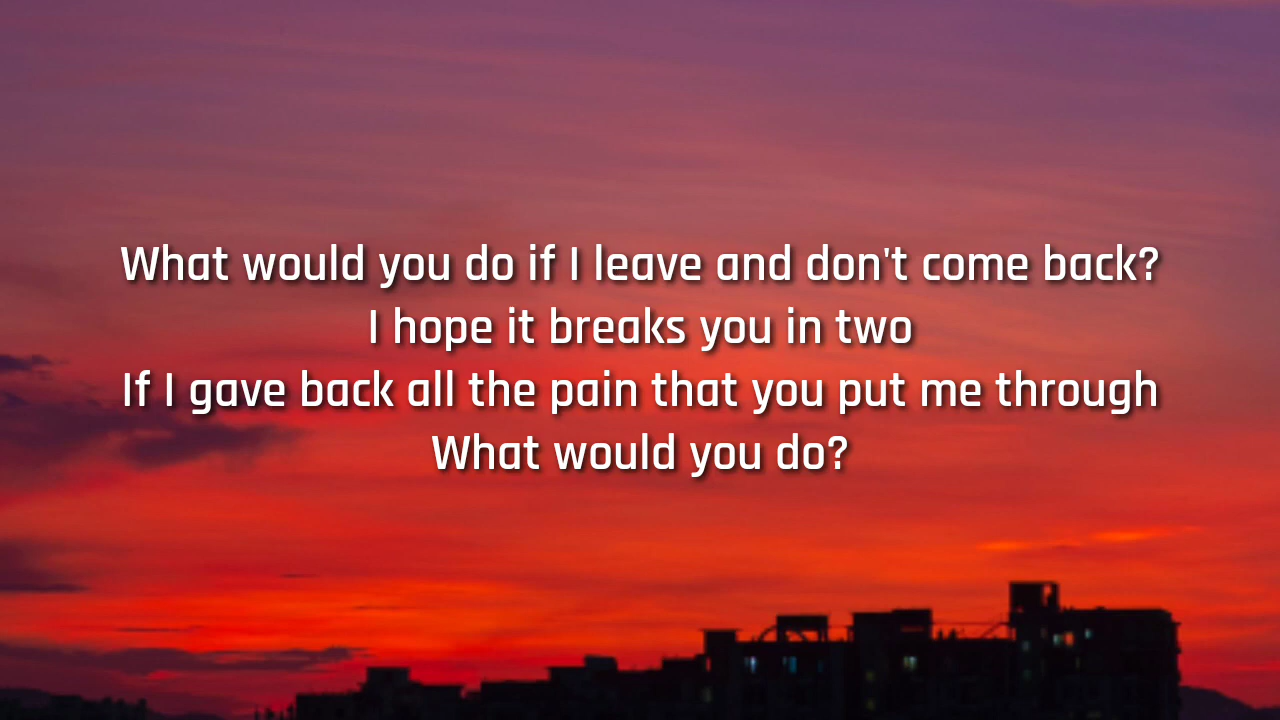 What would you do if I leave and don't come back?
I hope it breaks you in two
If I gave back all the pain that you put me through
What would you do?